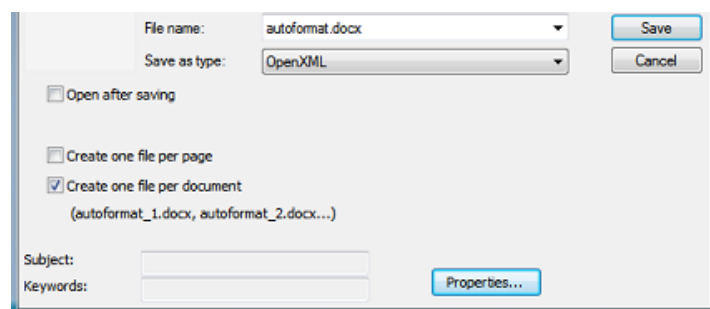 File name: autoformat.docx Save
Save as type: OpenXML Cancel
Open after saving
Create one file per page
Create one file per document
(autoformat_1.docx, autoformat_2.docx...)
Subject:
Keywords: Properties...